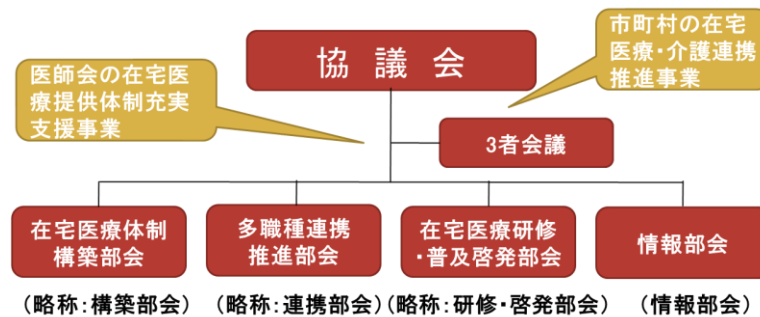 協 議 会
医師会の在宅医
療提供体制充実
支援事業
市町村の在宅
医療・介護連携
推進事業
3者会議
在宅医療体制
構築部会
多職種連携
推進部会
在宅医療研修
・普及啓発部会
情報部会
（略称：構築部会）
（略称：連携部会）
（略称：研修・啓発部会）
（情報部会）